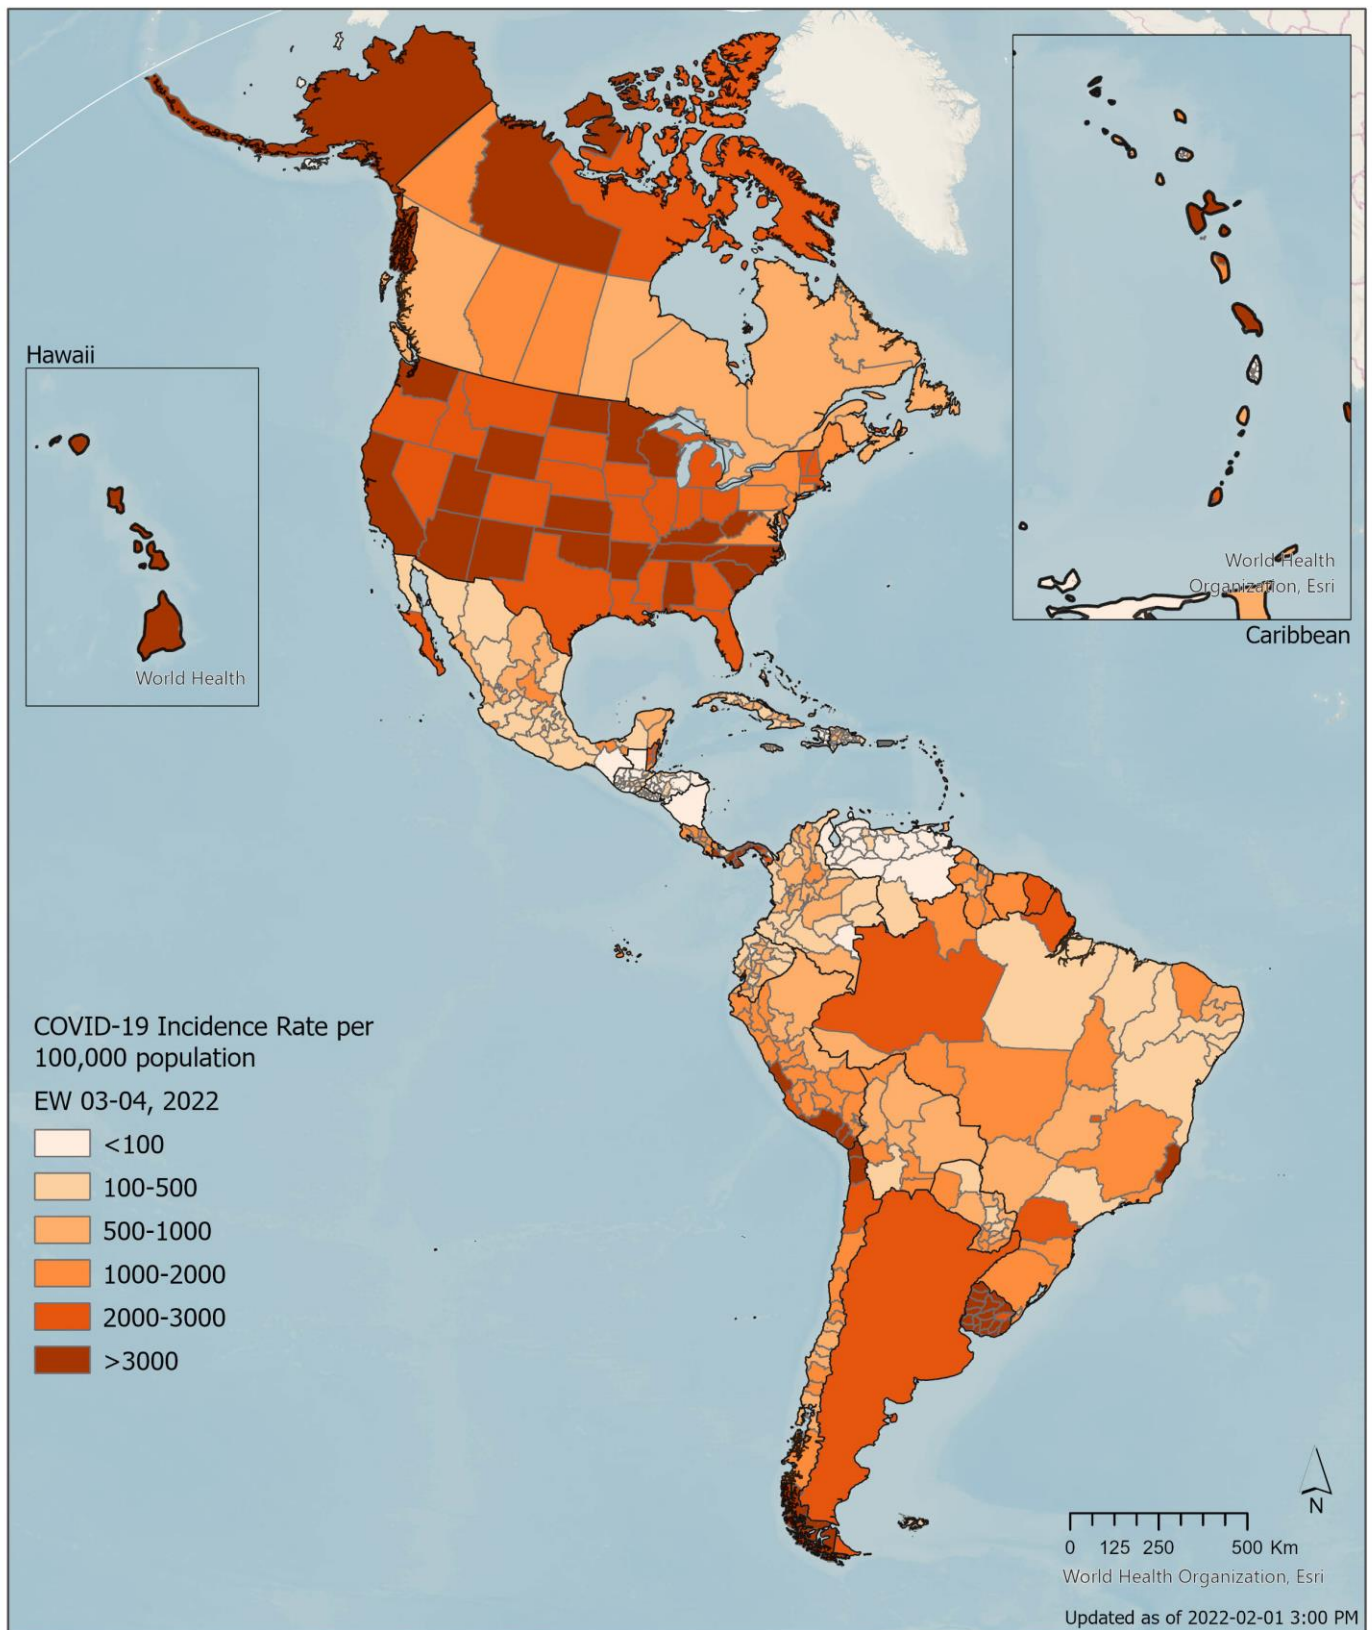 Hawaii
World Health
World Health
Organization, Esri
Caribbean
COVID-19 Incidence Rate per
100,000 population
EW 03-04, 2022
<100
100-500
500-1000
1000-2000
2000-3000
>3000
N
0 125 250 500 Km
World Health Organization, Esri
Updated as of 2022-02-01 3:00 PM